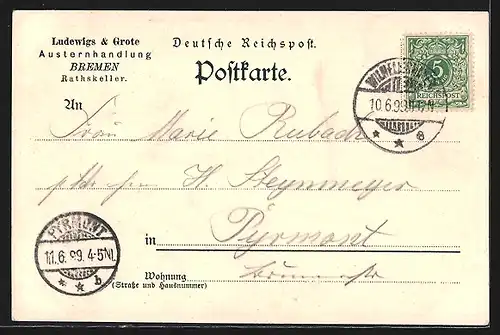 Ludewigs & Grote
Austernhandlung
BREMEN
Rathskeller.
Deutsche Reichspost.
Postkarte.
5
REICHSPOST
10.6.99.
* * e
An
Frau Marie
H. Steynmeyer
in Pyrmont
PYRMONT
11.6.99.4-5N.
* * b
Wohnung
(Straße und Hausnummer)